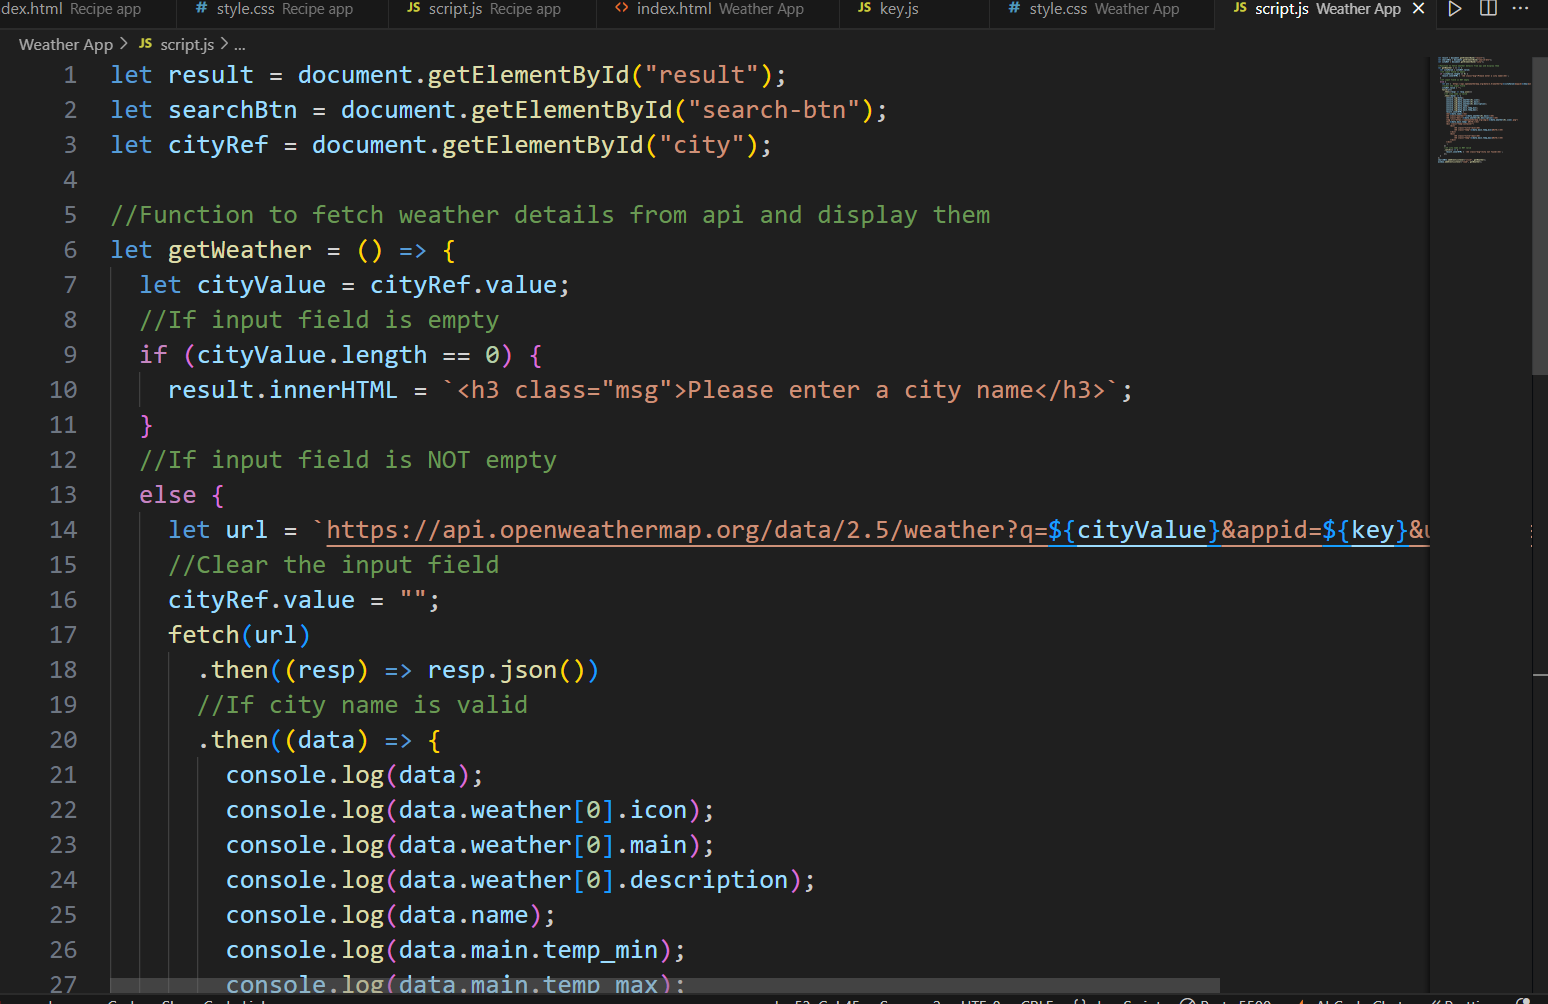 dex.html Recipe app # style.css Recipe app JS script.js Recipe app <> index.html Weather App JS key.js # style.css Weather App JS script.js Weather App
Weather App > JS script.js > ...
1 let result = document.getElementById("result");
2 let searchBtn = document.getElementById("search-btn");
3 let cityRef = document.getElementById("city");
4
5 //Function to fetch weather details from api and display them
6 let getWeather = () => {
7 let cityValue = cityRef.value;
8 //If input field is empty
9 if (cityValue.length == 0) {
10 result.innerHTML = `<h3 class="msg">Please enter a city name</h3>`;
11 }
12 //If input field is NOT empty
13 else {
14 let url = `https://api.openweathermap.org/data/2.5/weather?q=${cityValue}&appid=${key}&u
15 //Clear the input field
16 cityRef.value = "";
17 fetch(url)
18 .then((resp) => resp.json())
19 //If city name is valid
20 .then((data) => {
21 console.log(data);
22 console.log(data.weather[0].icon);
23 console.log(data.weather[0].main);
24 console.log(data.weather[0].description);
25 console.log(data.name);
26 console.log(data.main.temp_min);
27 console.log(data.main.temp_max);